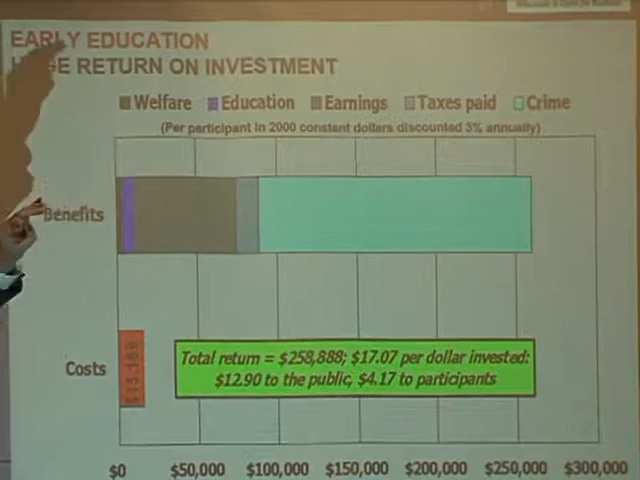 EARLY EDUCATION
RETURN ON INVESTMENT
Welfare Education Earnings Taxes paid Crime
(Per participant in 2000 constant dollars discounted 3% annually)
Benefits
Costs
Total return = $258,888; $17.07 per dollar invested:
$12.90 to the public, $4.17 to participants
$0 $50,000 $100,000 $150,000 $200,000 $250,000 $300,000